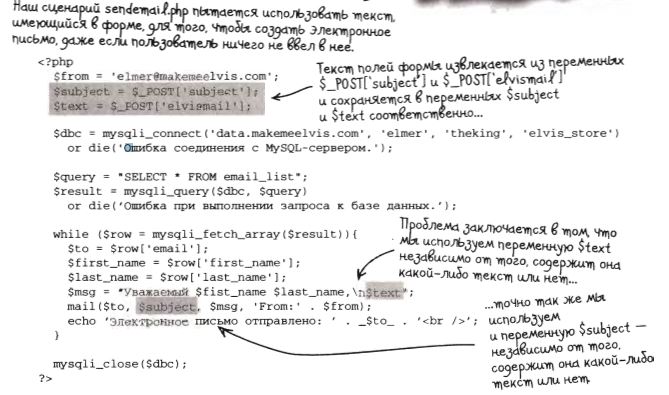 Наш сценарий sendemail.php пытается использовать текст,
имеющийся в форме, для того, чтобы создать электронное
письмо, даже если пользователь ничего не ввел в нее.
<?php
$from = 'elmer@makemeelvis.com';
$subject = $_POST['subject'];
$text = $_POST['elvismail'];
Текст полей формы извлекается из переменных
$_POST['subject'] и $_POST['elvismail']
и сохраняется в переменных $subject
и $text соответственно...
$dbc = mysqli_connect('data.makemeelvis.com', 'elmer', 'theking', 'elvis_store')
or die('Ошибка соединения с MySQL-сервером.');
$query = "SELECT * FROM email_list";
$result = mysqli_query($dbc, $query)
or die('Ошибка при выполнении запроса к базе данных.');
while ($row = mysqli_fetch_array($result)){
$to = $row['email'];
$first_name = $row['first_name'];
$last_name = $row['last_name'];
$msg = "Уважаемый $fist_name $last_name,\n$text";
mail($to, $subject, $msg, 'From:' . $from);
echo 'Электронное письмо отправлено: ' . _$to_ . '<br />';
}
Проблема заключается в том, что
мы используем переменную $text
независимо от того, содержит она
какой-либо текст или нет...
...точно так же мы
используем
и переменную $subject —
независимо от того,
содержит она какой-либо
текст или нет.
mysqli_close($dbc);
?>